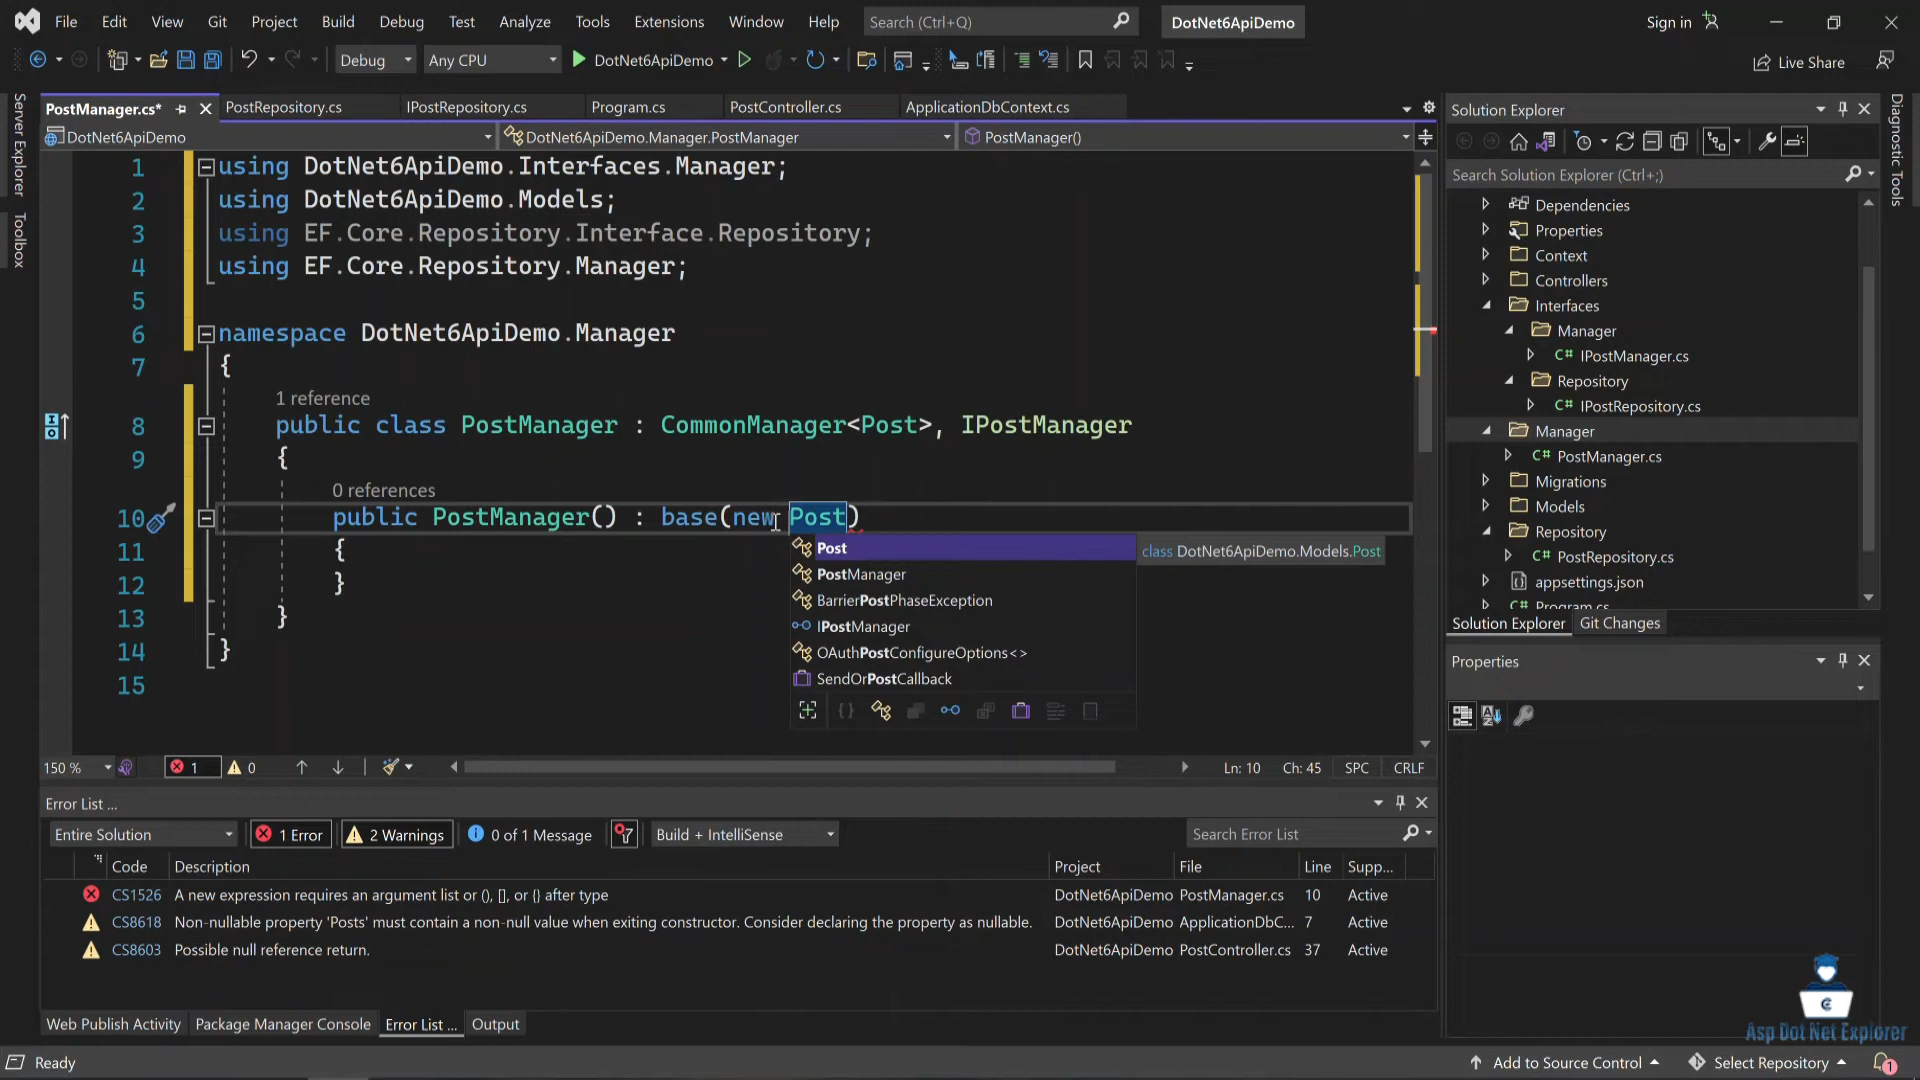 File Edit View Git Project Build Debug Test Analyze Tools Extensions Window Help Search (Ctrl+Q) DotNet6ApiDemo Sign in
Debug Any CPU DotNet6ApiDemo Live Share
PostManager.cs* PostRepository.cs IPostRepository.cs Program.cs PostController.cs ApplicationDbContext.cs
DotNet6ApiDemo DotNet6ApiDemo.Manager.PostManager PostManager()
Server Explorer
Toolbox
1 using DotNet6ApiDemo.Interfaces.Manager;
2 using DotNet6ApiDemo.Models;
3 using EF.Core.Repository.Interface.Repository;
4 using EF.Core.Repository.Manager;
5
6 namespace DotNet6ApiDemo.Manager
7 {
1 reference
8 public class PostManager : CommonManager<Post>, IPostManager
9 {
0 references
10 public PostManager() : base(new Post)
11 {
12 }
13 }
14 }
15
Post
class DotNet6ApiDemo.Models.Post
PostManager
BarrierPostPhaseException
IPostManager
OAuthPostConfigureOptions<>
SendOrPostCallback
150 % 1 0 Ln: 10 Ch: 45 SPC CRLF
Solution Explorer
Search Solution Explorer (Ctrl+;)
Dependencies
Properties
Context
Controllers
Interfaces
Manager
C# IPostManager.cs
Repository
C# IPostRepository.cs
Manager
C# PostManager.cs
Migrations
Models
Repository
C# PostRepository.cs
appsettings.json
C# Program.cs
Solution Explorer Git Changes
Properties
Diagnostic Tools
Error List ...
Entire Solution 1 Error 2 Warnings 0 of 1 Message Build + IntelliSense Search Error List
Code Description Project File Line Supp...
CS1526 A new expression requires an argument list or (), [], or {} after type DotNet6ApiDemo PostManager.cs 10 Active
CS8618 Non-nullable property 'Posts' must contain a non-null value when exiting constructor. Consider declaring the property as nullable. DotNet6ApiDemo ApplicationDbC... 7 Active
CS8603 Possible null reference return. DotNet6ApiDemo PostController.cs 37 Active
Web Publish Activity Package Manager Console Error List ... Output
Asp Dot Net Explorer
Ready Add to Source Control Select Repository 1